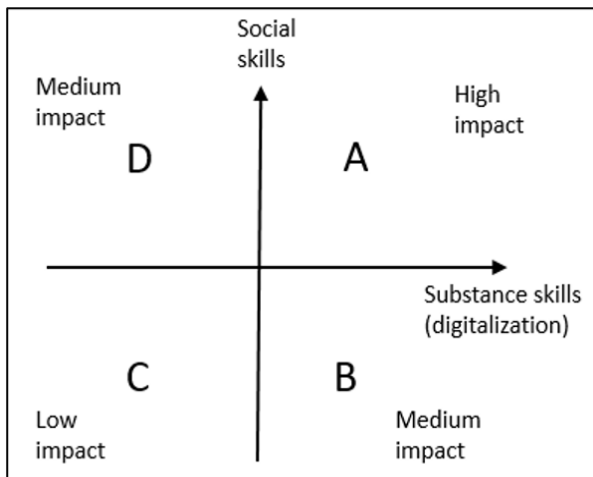 Social
skills
Medium
impact
High
impact
D
A
Substance skills
(digitalization)
C
B
Low
impact
Medium
impact